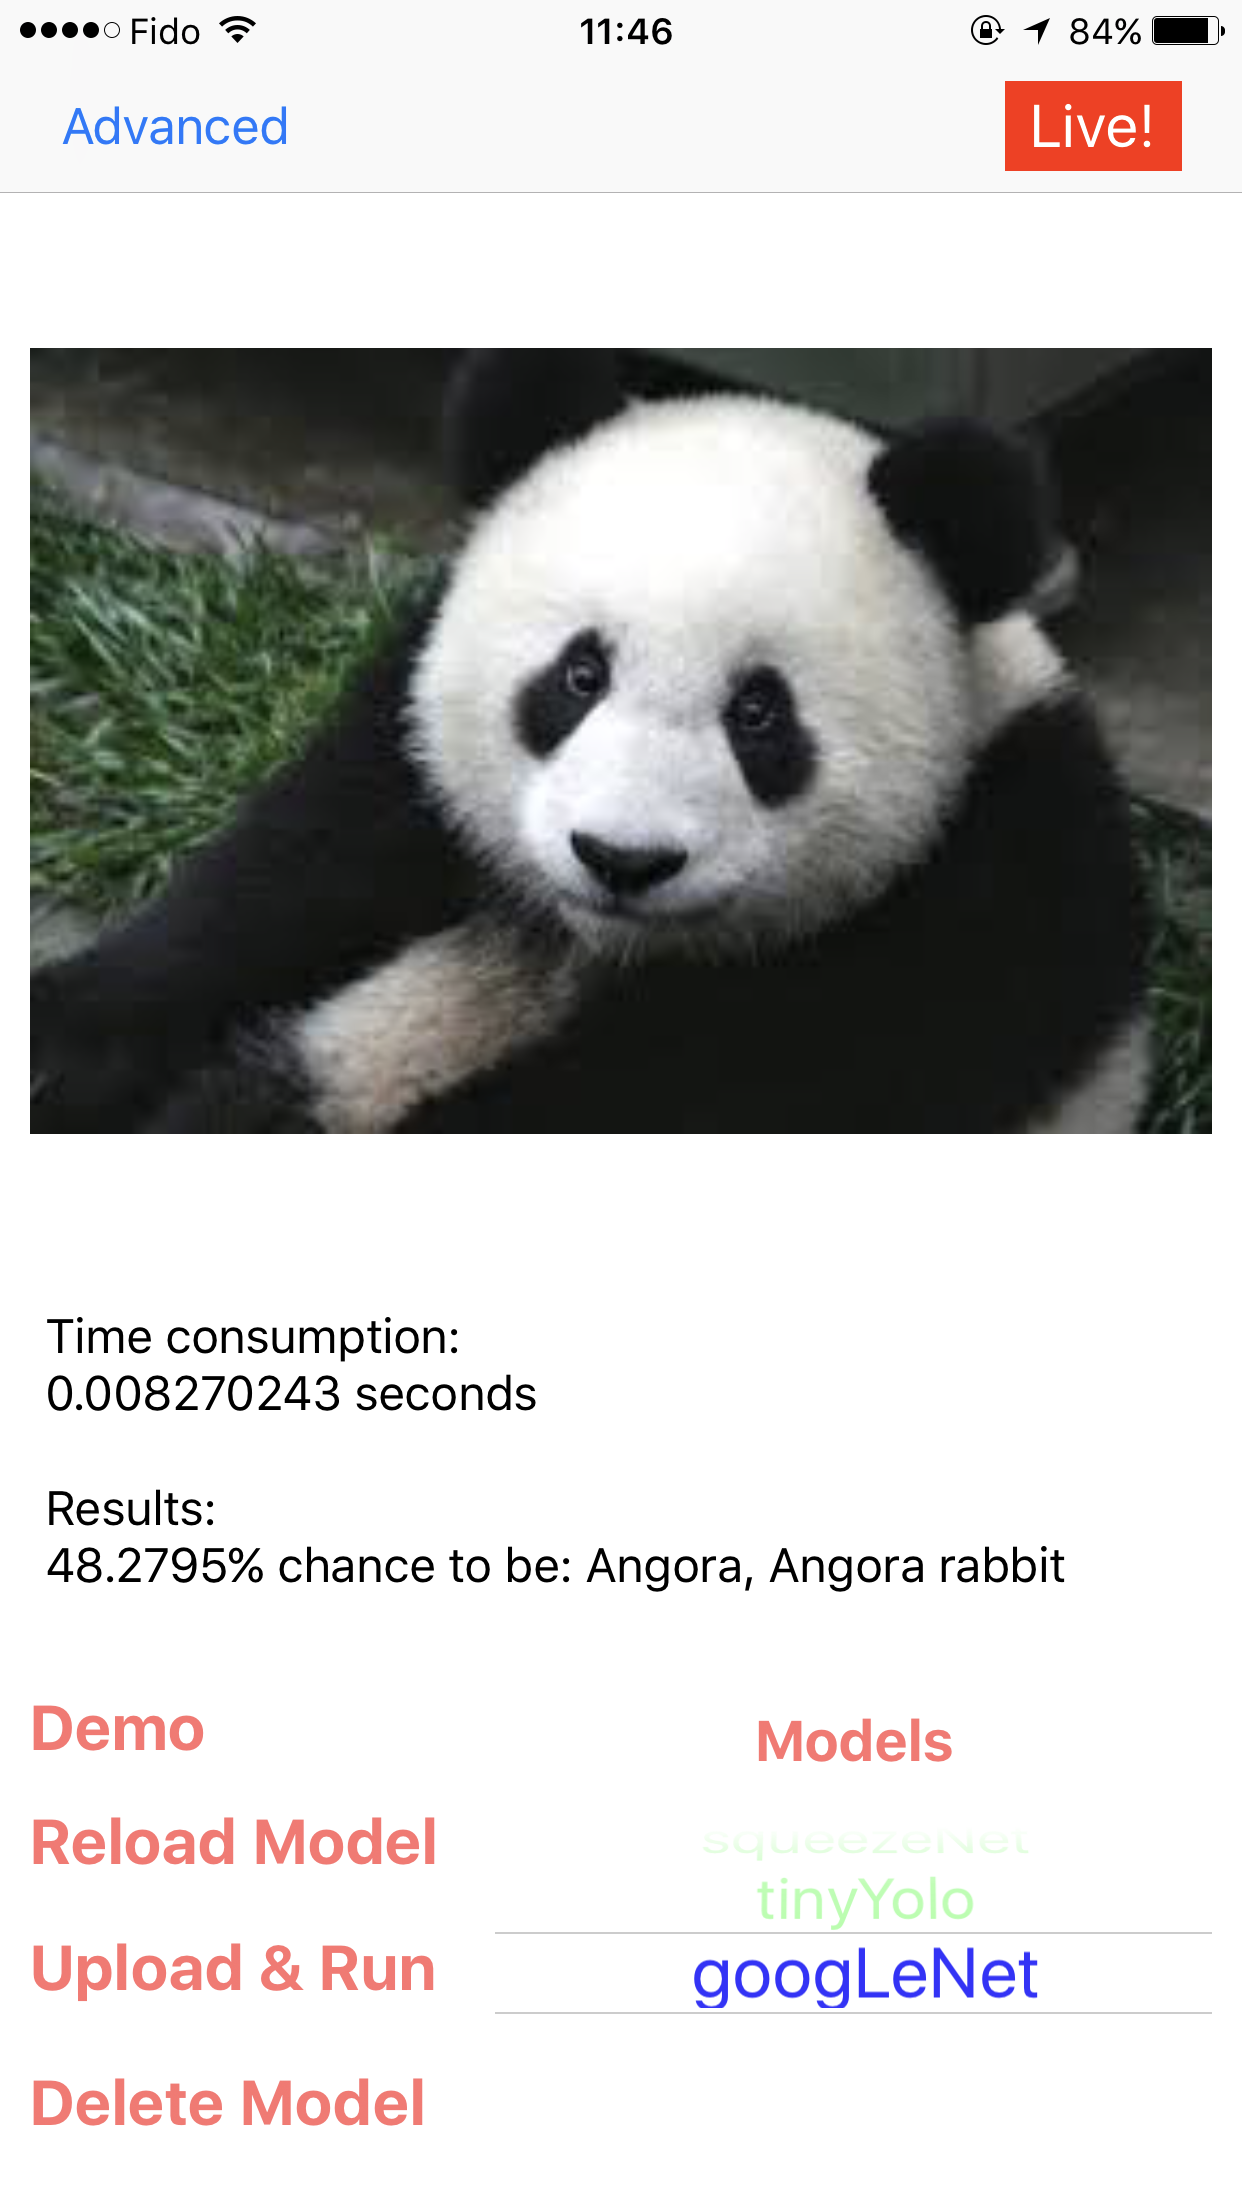 Fido 11:46 84%
Advanced Live!
Time consumption:
0.008270243 seconds
Results:
48.2795% chance to be: Angora, Angora rabbit
Demo
Models
Reload Model
squeezeNet
tinyYolo
Upload & Run
googLeNet
Delete Model